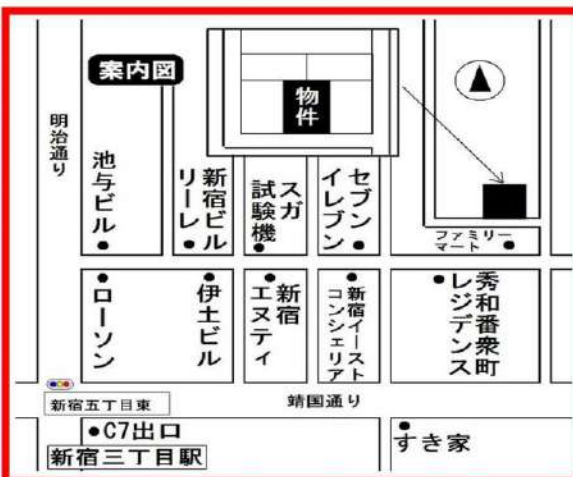 案内図
物件
明治通り
池与ビル
新宿ビル
リーレ
スガ
試験機
セブン
イレブン
ファミリー
マート
ローソン
伊土ビル
新宿
エヌティ
新宿イースト
コンシェリア
秀和番衆町
レジデンス
新宿五丁目東
靖国通り
C7出口
新宿三丁目駅
すき家